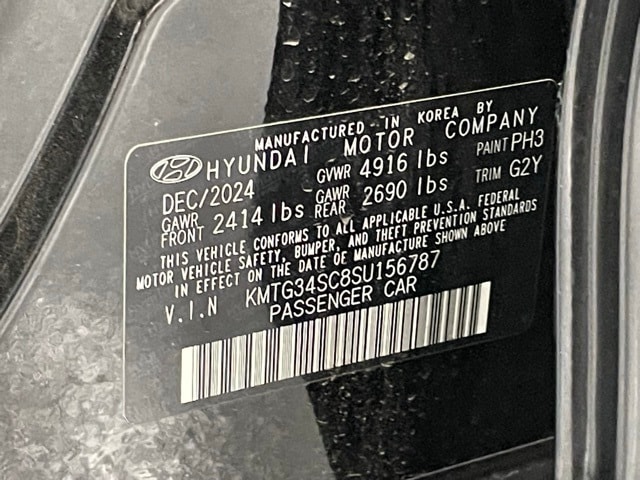 MANUFACTURED IN KOREA BY
HYUNDAI MOTOR COMPANY
DEC/2024 GVWR 4916 lbs PAINT PH3
GAWR FRONT 2414 lbs GAWR REAR 2690 lbs TRIM G2Y
THIS VEHICLE CONFORMS TO ALL APPLICABLE U.S.A. FEDERAL
MOTOR VEHICLE SAFETY, BUMPER, AND THEFT PREVENTION STANDARDS
IN EFFECT ON THE DATE OF MANUFACTURE SHOWN ABOVE
V.I.N KMTG34SC8SU156787
PASSENGER CAR